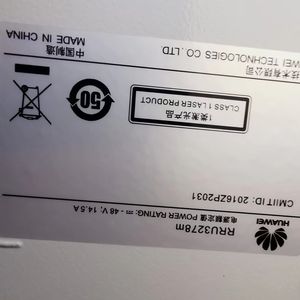 HUAWEI
RRU3278m
电源额定值 POWER RATING: ⎓ - 48 V; 14.5 A
CMIIT ID: 2016ZP2031
1类激光产品
CLASS 1 LASER PRODUCT
50
技术有限公司
WEI TECHNOLOGIES CO., LTD
中国制造
MADE IN CHINA